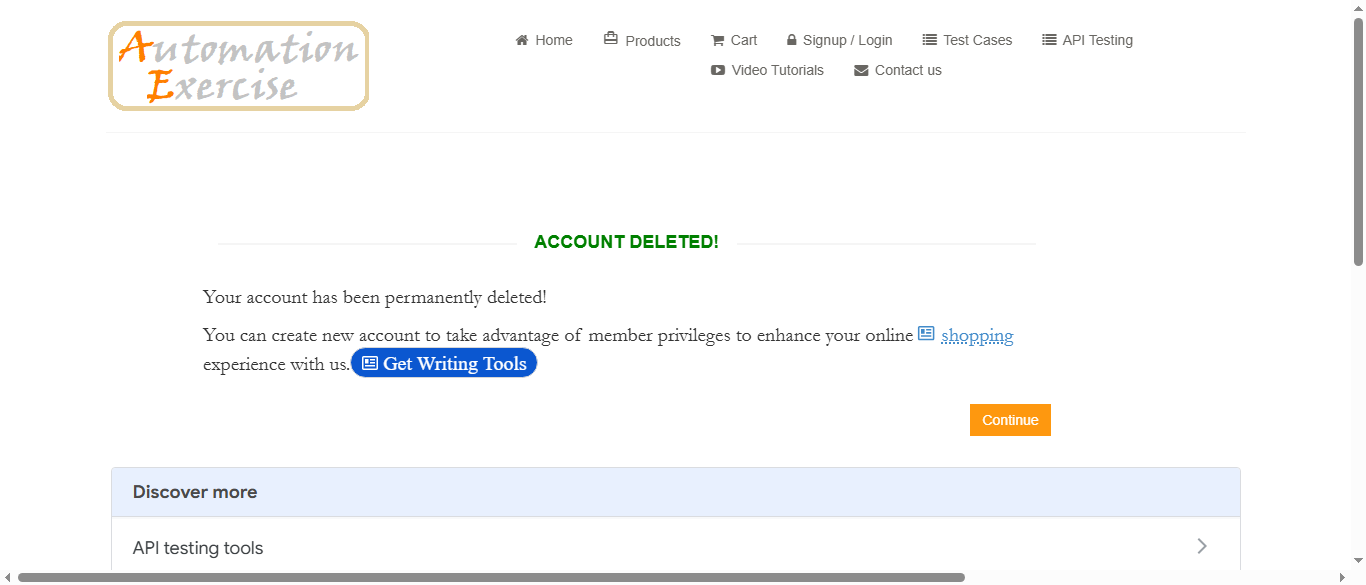 Automation
Exercise
Home Products Cart Signup / Login Test Cases API Testing
Video Tutorials Contact us
ACCOUNT DELETED!
Your account has been permanently deleted!
You can create new account to take advantage of member privileges to enhance your online shopping
experience with us. Get Writing Tools
Continue
Discover more
API testing tools